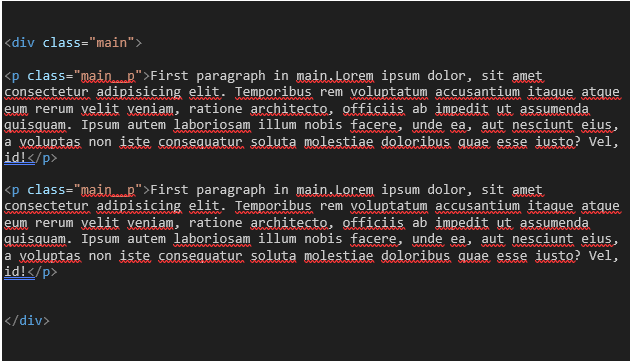 <div class="main">
<p class="main__p">First paragraph in main.Lorem ipsum dolor, sit amet
consectetur adipisicing elit. Temporibus rem voluptatum accusantium itaque atque
eum rerum velit veniam, ratione architecto, officiis ab impedit ut assumenda
quisquam. Ipsum autem laboriosam illum nobis facere, unde ea, aut nesciunt eius,
a voluptas non iste consequatur soluta molestiae doloribus quae esse iusto? Vel,
id!</p>
<p class="main__p">First paragraph in main.Lorem ipsum dolor, sit amet
consectetur adipisicing elit. Temporibus rem voluptatum accusantium itaque atque
eum rerum velit veniam, ratione architecto, officiis ab impedit ut assumenda
quisquam. Ipsum autem laboriosam illum nobis facere, unde ea, aut nesciunt eius,
a voluptas non iste consequatur soluta molestiae doloribus quae esse iusto? Vel,
id!</p>
</div>